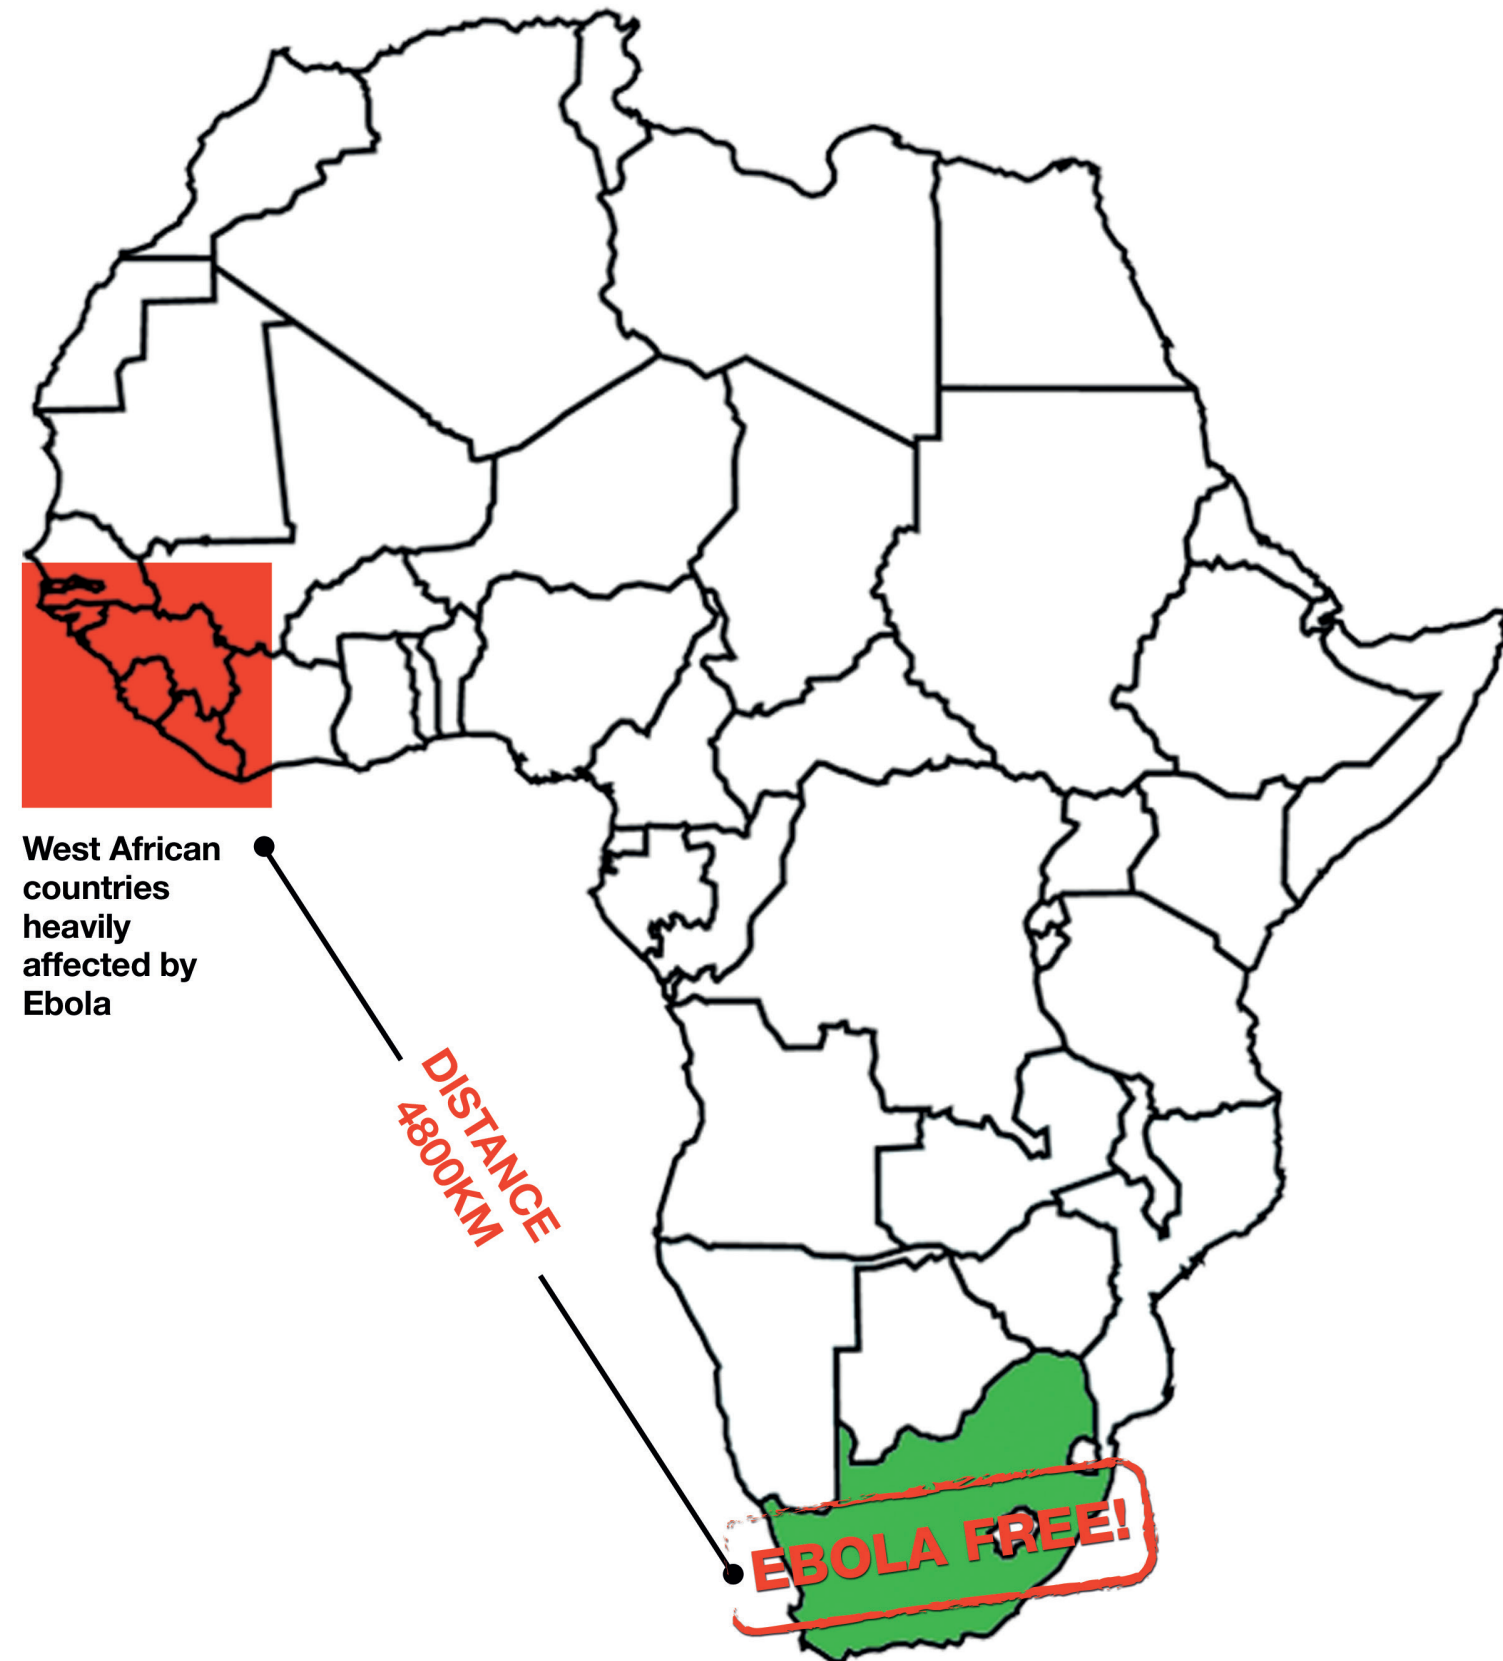 West African
countries
heavily
affected by
Ebola
DISTANCE
4800KM
EBOLA FREE!